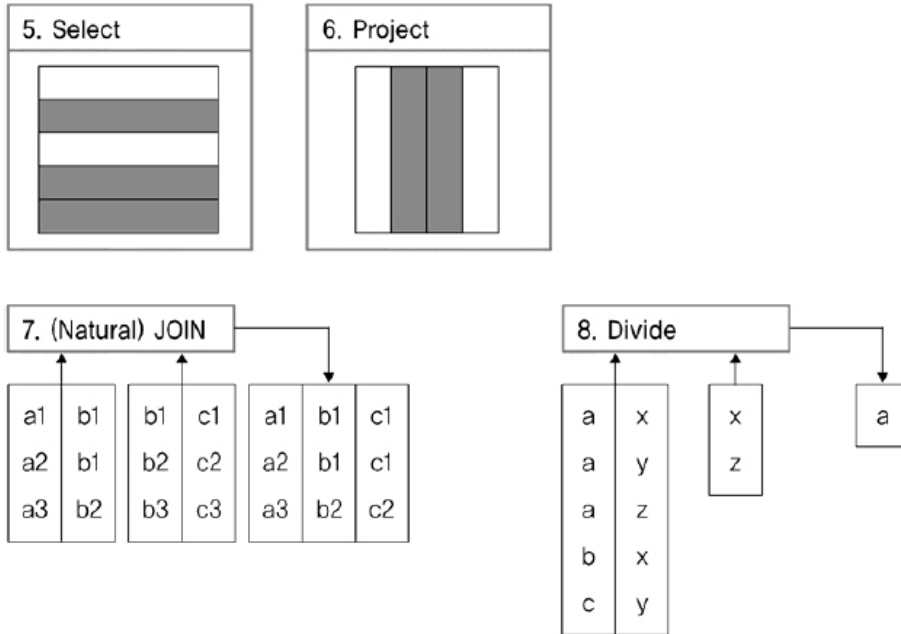 5. Select
6. Project
7. (Natural) JOIN
a1 b1
a2 b1
a3 b2
b1 c1
b2 c2
b3 c3
a1 b1 c1
a2 b1 c1
a3 b2 c2
8. Divide
a x
a y
a z
b x
c y
x
z
a